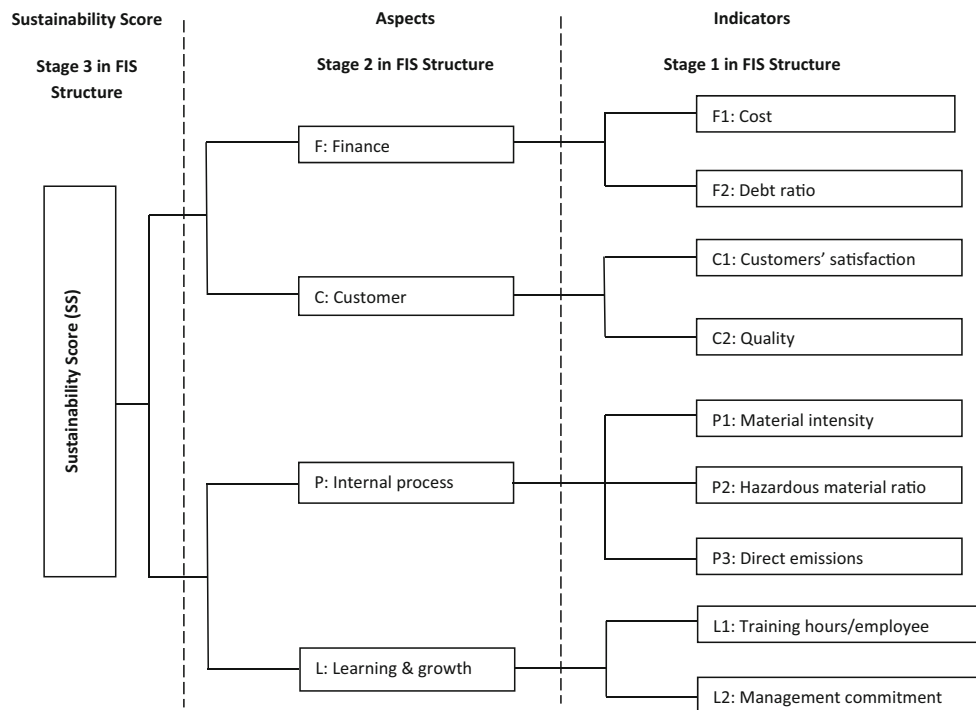 Sustainability Score
Aspects
Indicators
Stage 3 in FIS
Structure
Stage 2 in FIS Structure
Stage 1 in FIS Structure
Sustainability Score (SS)
F: Finance
F1: Cost
F2: Debt ratio
C: Customer
C1: Customers’ satisfaction
C2: Quality
P: Internal process
P1: Material intensity
P2: Hazardous material ratio
P3: Direct emissions
L: Learning & growth
L1: Training hours/employee
L2: Management commitment